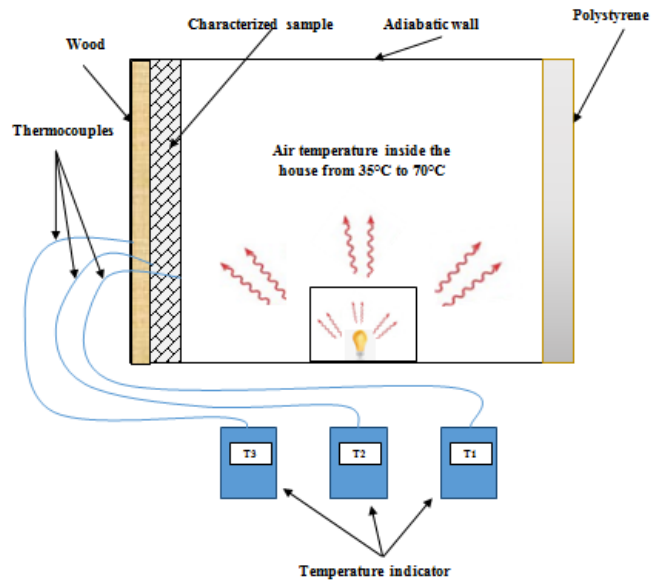 Polystyrene
Characterized sample
Adiabatic wall
Wood
Thermocouples
Air temperature inside the
house from 35°C to 70°C
T3
T2
T1
Temperature indicator